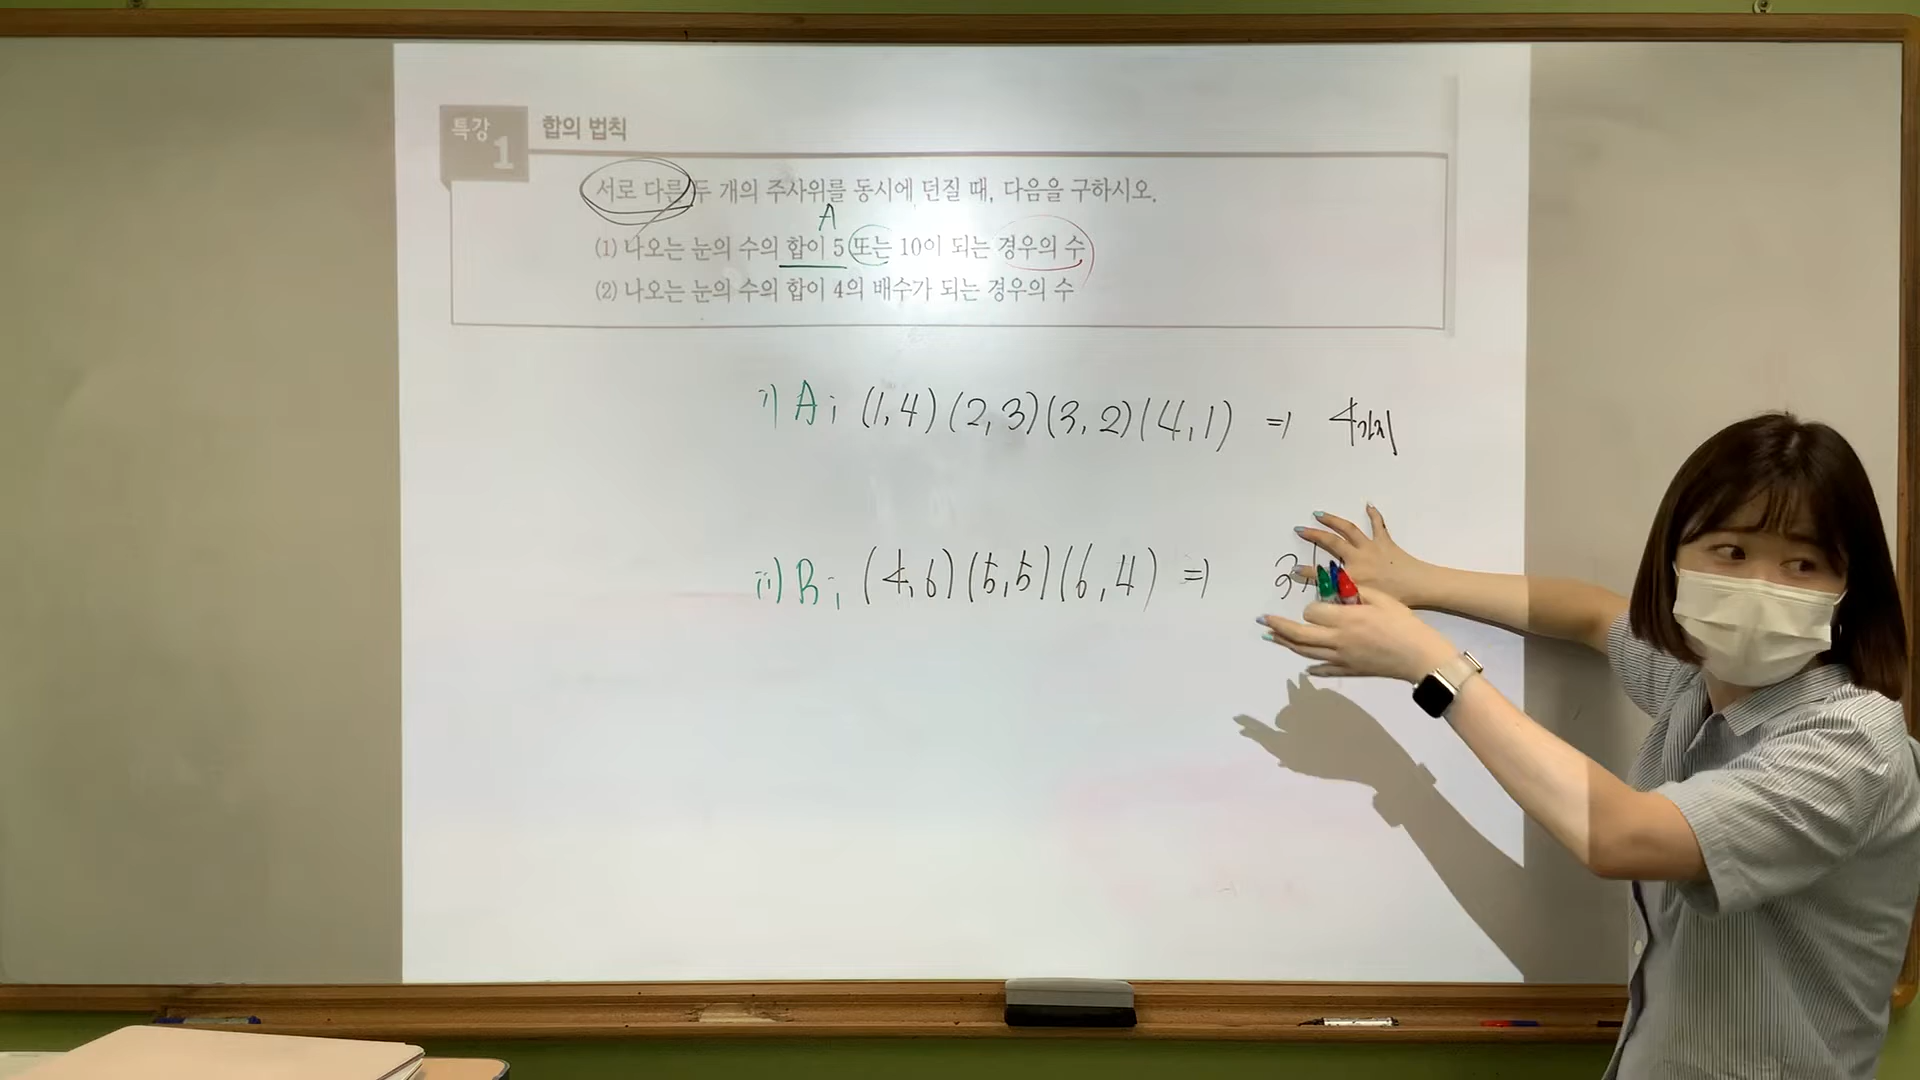 특강 1 합의 법칙
서로 다른 두 개의 주사위를 동시에 던질 때, 다음을 구하시오.
A
(1) 나오는 눈의 수의 합이 5 또는 10이 되는 경우의 수
(2) 나오는 눈의 수의 합이 4의 배수가 되는 경우의 수
i) A ; (1, 4) (2, 3) (3, 2) (4, 1) ⇒ 4가지
ii) B ; (4, 6) (5, 5) (6, 4) ⇒ 3